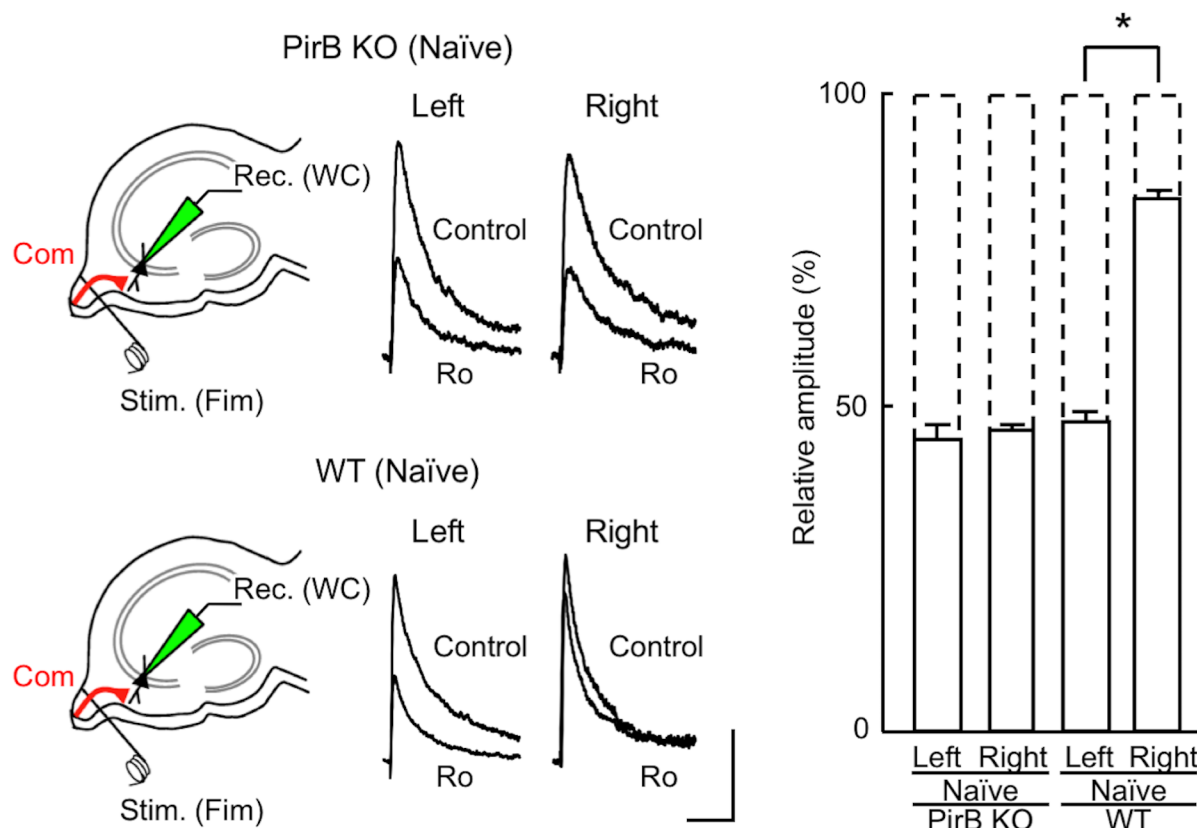 PirB KO (Naïve)
Left Right
Rec. (WC)
Com
Control Control
Ro Ro
Stim. (Fim)
WT (Naïve)
Left Right
Rec. (WC)
Com
Control Control
Ro Ro
Stim. (Fim)
*
Relative amplitude (%)
100
50
0
Left Right Left Right
Naïve Naïve
PirB KO WT